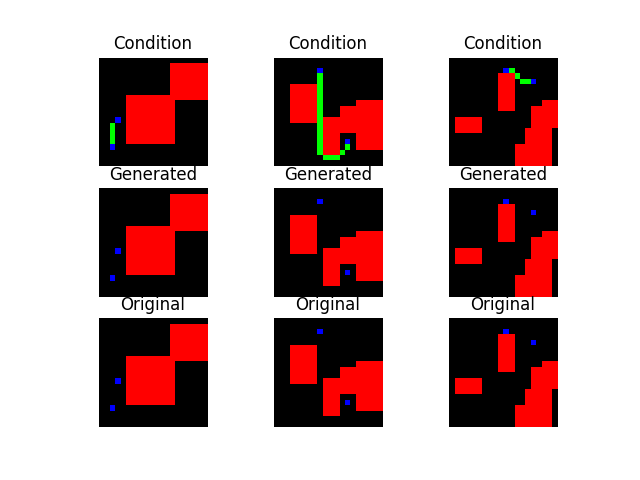 Condition Condition Condition
Generated Generated Generated
Original Original Original